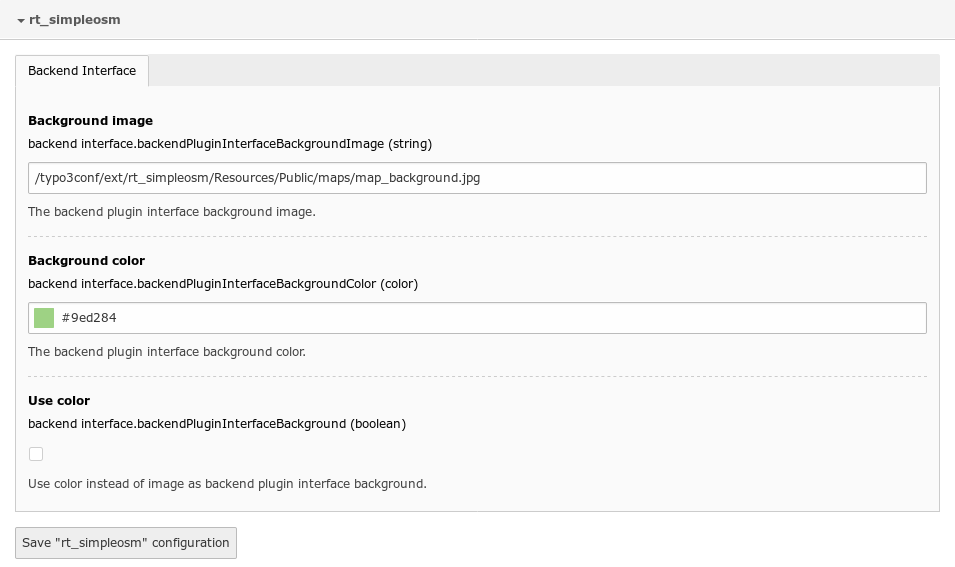 rt_simpleosm
Backend Interface
Background image
backend interface.backendPluginInterfaceBackgroundImage (string)
/typo3conf/ext/rt_simpleosm/Resources/Public/maps/map_background.jpg
The backend plugin interface background image.
Background color
backend interface.backendPluginInterfaceBackgroundColor (color)
#9ed284
The backend plugin interface background color.
Use color
backend interface.backendPluginInterfaceBackground (boolean)
Use color instead of image as backend plugin interface background.
Save "rt_simpleosm" configuration